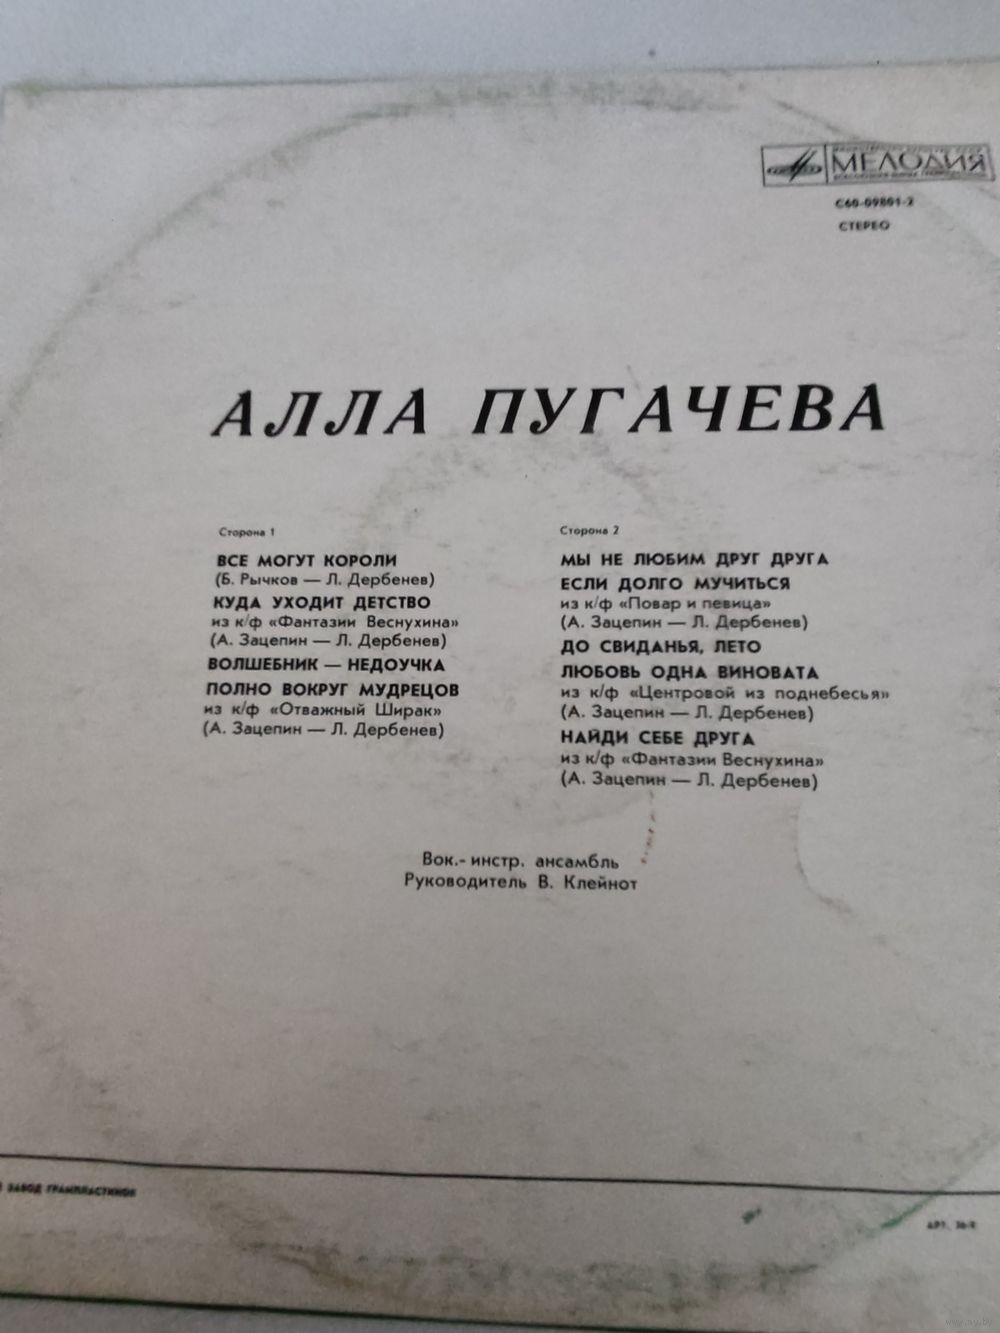 МЕЛОДИЯ
С60-09801-2
СТЕРЕО
АЛЛА ПУГАЧЕВА
Сторона 1
ВСЕ МОГУТ КОРОЛИ
(Б. Рычков — Л. Дербенев)
КУДА УХОДИТ ДЕТСТВО
из к/ф «Фантазии Веснухина»
(А. Зацепин — Л. Дербенев)
ВОЛШЕБНИК — НЕДОУЧКА
ПОЛНО ВОКРУГ МУДРЕЦОВ
из к/ф «Отважный Ширак»
(А. Зацепин — Л. Дербенев)
Сторона 2
МЫ НЕ ЛЮБИМ ДРУГ ДРУГА
ЕСЛИ ДОЛГО МУЧИТЬСЯ
из к/ф «Повар и певица»
(А. Зацепин — Л. Дербенев)
ДО СВИДАНЬЯ, ЛЕТО
ЛЮБОВЬ ОДНА ВИНОВАТА
из к/ф «Центровой из поднебесья»
(А. Зацепин — Л. Дербенев)
НАЙДИ СЕБЕ ДРУГА
из к/ф «Фантазии Веснухина»
(А. Зацепин — Л. Дербенев)
Вок.- инстр. ансамбль
Руководитель В. Клейнот
ЗАВОД ГРАМПЛАСТИНОК
АРТ.